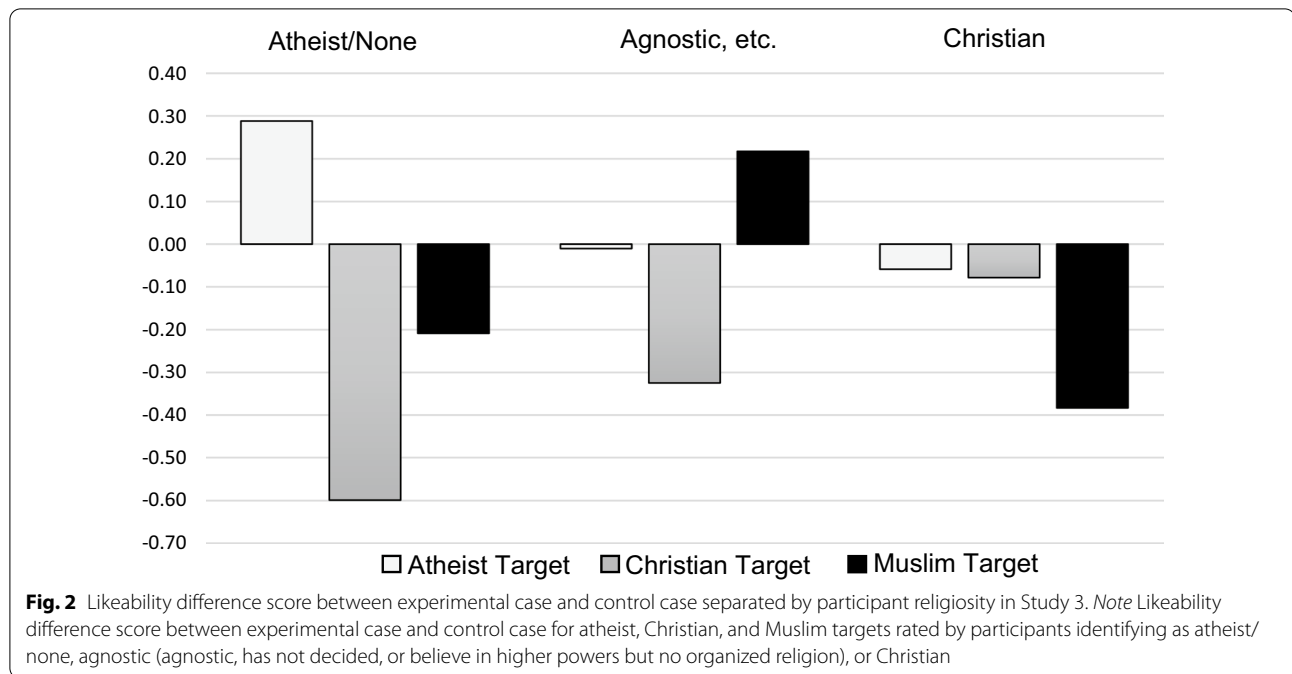 Atheist/None Agnostic, etc. Christian
0.40
0.30
0.20
0.10
0.00
-0.10
-0.20
-0.30
-0.40
-0.50
-0.60
-0.70
Atheist Target Christian Target Muslim Target
Fig. 2 Likeability difference score between experimental case and control case separated by participant religiosity in Study 3. Note Likeability
difference score between experimental case and control case for atheist, Christian, and Muslim targets rated by participants identifying as atheist/
none, agnostic (agnostic, has not decided, or believe in higher powers but no organized religion), or Christian